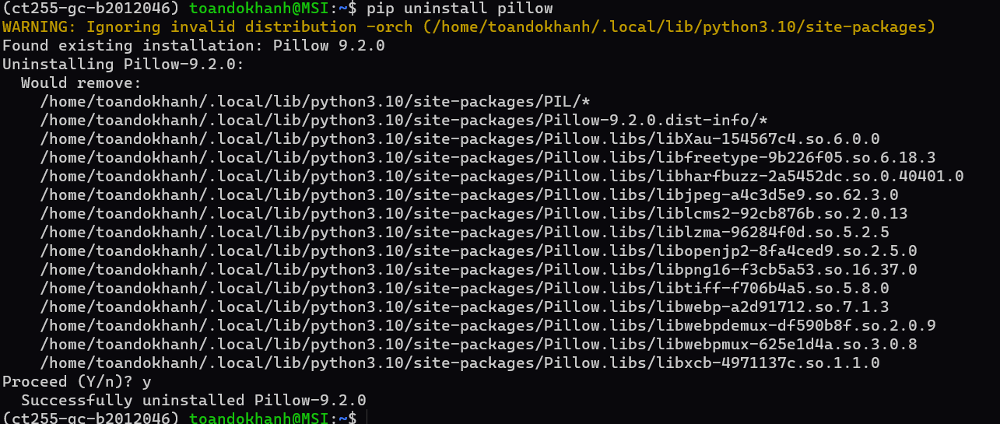 (ct255-gc-b2012046) toandokhanh@MSI:~$ pip uninstall pillow
WARNING: Ignoring invalid distribution -orch (/home/toandokhanh/.local/lib/python3.10/site-packages)
Found existing installation: Pillow 9.2.0
Uninstalling Pillow-9.2.0:
  Would remove:
    /home/toandokhanh/.local/lib/python3.10/site-packages/PIL/*
    /home/toandokhanh/.local/lib/python3.10/site-packages/Pillow-9.2.0.dist-info/*
    /home/toandokhanh/.local/lib/python3.10/site-packages/Pillow.libs/libXau-154567c4.so.6.0.0
    /home/toandokhanh/.local/lib/python3.10/site-packages/Pillow.libs/libfreetype-9b226f05.so.6.18.3
    /home/toandokhanh/.local/lib/python3.10/site-packages/Pillow.libs/libharfbuzz-2a5452dc.so.0.40401.0
    /home/toandokhanh/.local/lib/python3.10/site-packages/Pillow.libs/libjpeg-a4c3d5e9.so.62.3.0
    /home/toandokhanh/.local/lib/python3.10/site-packages/Pillow.libs/liblcms2-92cb876b.so.2.0.13
    /home/toandokhanh/.local/lib/python3.10/site-packages/Pillow.libs/liblzma-96284f0d.so.5.2.5
    /home/toandokhanh/.local/lib/python3.10/site-packages/Pillow.libs/libopenjp2-8fa4ced9.so.2.5.0
    /home/toandokhanh/.local/lib/python3.10/site-packages/Pillow.libs/libpng16-f3cb5a53.so.16.37.0
    /home/toandokhanh/.local/lib/python3.10/site-packages/Pillow.libs/libtiff-f706b4a5.so.5.8.0
    /home/toandokhanh/.local/lib/python3.10/site-packages/Pillow.libs/libwebp-a2d91712.so.7.1.3
    /home/toandokhanh/.local/lib/python3.10/site-packages/Pillow.libs/libwebpdemux-df590b8f.so.2.0.9
    /home/toandokhanh/.local/lib/python3.10/site-packages/Pillow.libs/libwebpmux-625e1d4a.so.3.0.8
    /home/toandokhanh/.local/lib/python3.10/site-packages/Pillow.libs/libxcb-4971137c.so.1.1.0
Proceed (Y/n)? y
  Successfully uninstalled Pillow-9.2.0
(ct255-gc-b2012046) toandokhanh@MSI:~$